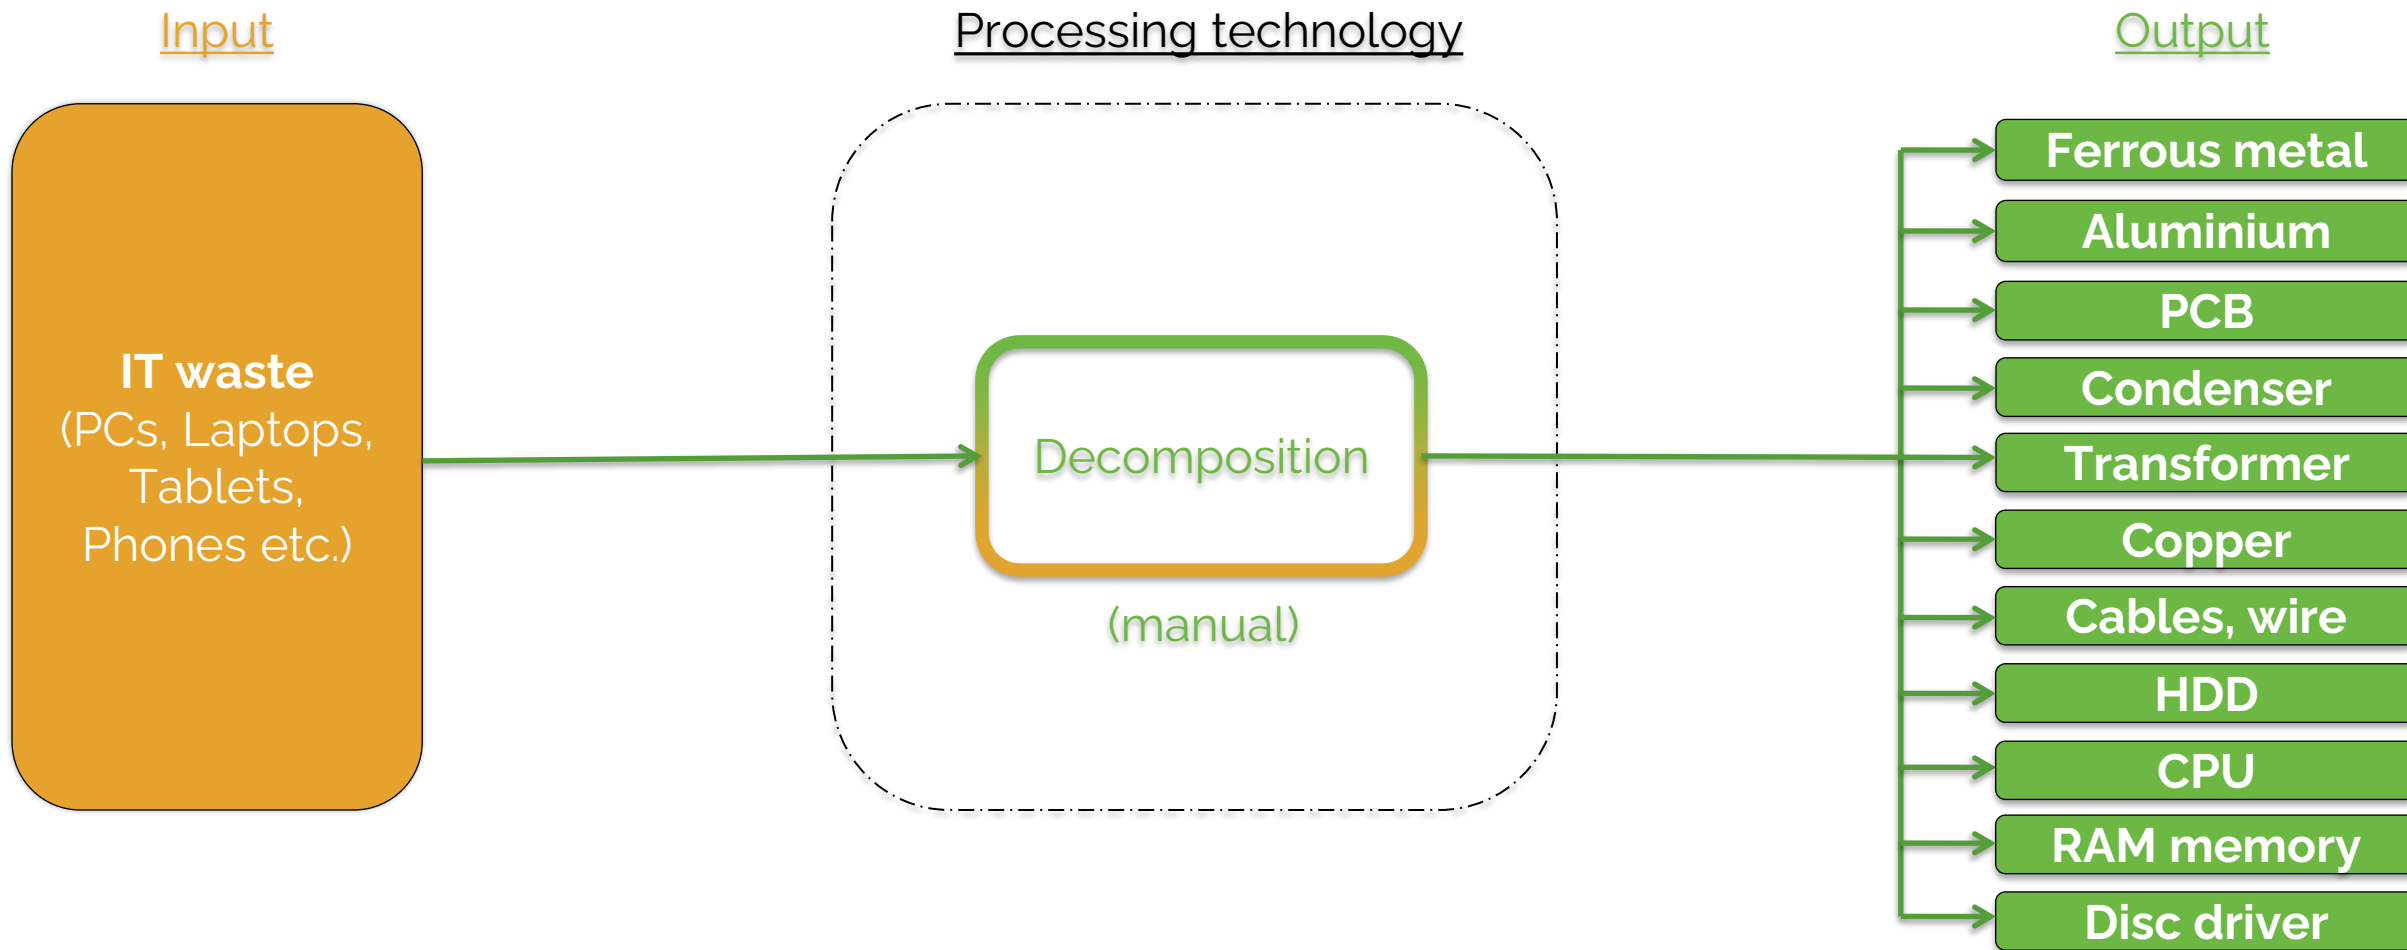 Input
Processing technology
Output
IT waste
(PCs, Laptops,
Tablets,
Phones etc.)
Decomposition
(manual)
Ferrous metal
Aluminium
PCB
Condenser
Transformer
Copper
Cables, wire
HDD
CPU
RAM memory
Disc driver